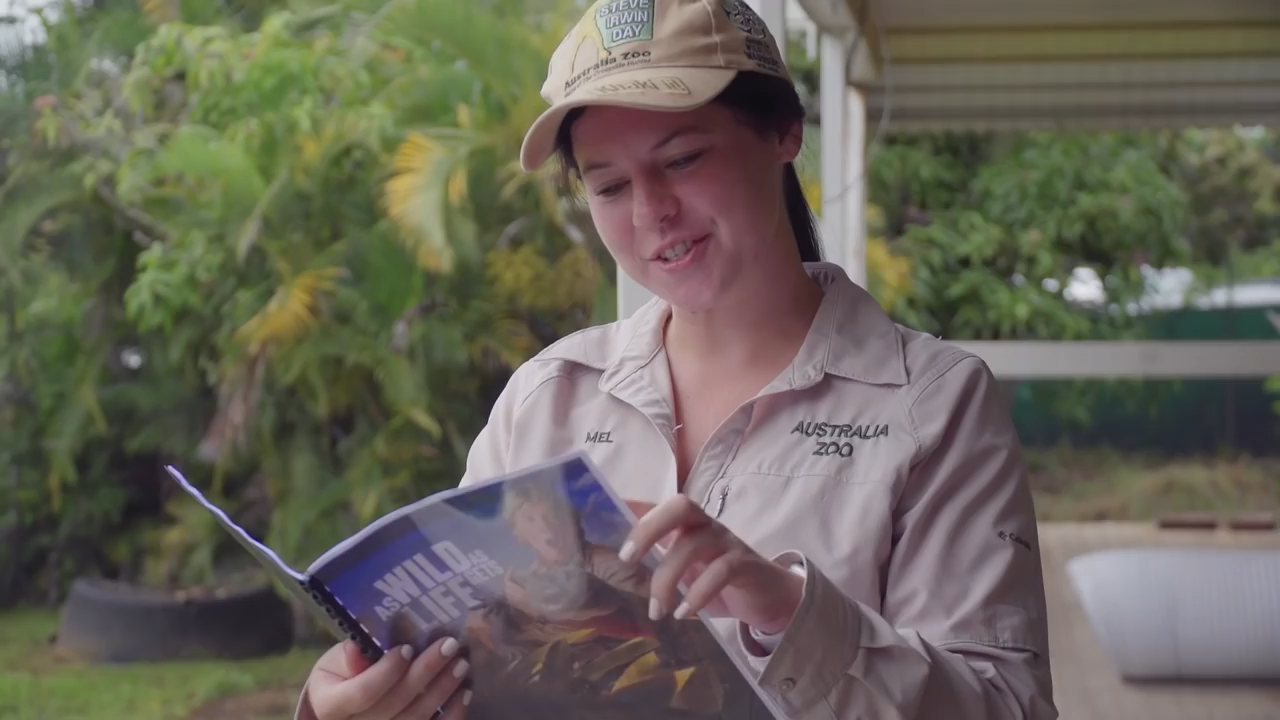 STEVE
IRWIN
DAY
Australia Zoo
MEL
AUSTRALIA
ZOO
AS WILD AS
LIFE GETS